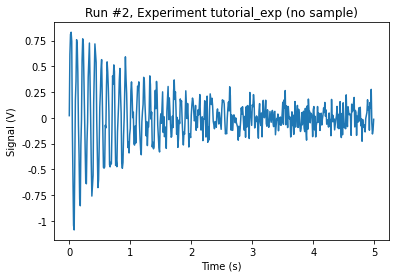 Run #2, Experiment tutorial_exp (no sample)
0.75
0.5
0.25
0
-0.25
-0.5
-0.75
-1
Signal (V)
0 1 2 3 4 5
Time (s)